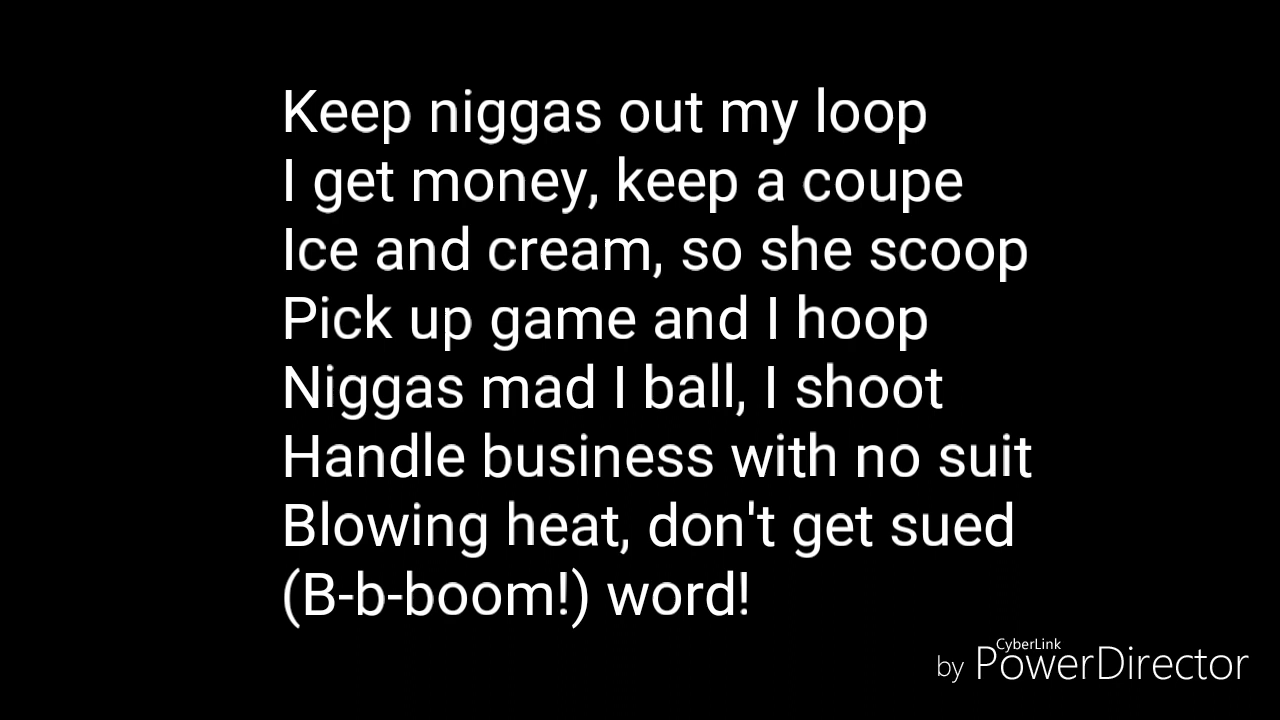 Keep niggas out my loop
I get money, keep a coupe
Ice and cream, so she scoop
Pick up game and I hoop
Niggas mad I ball, I shoot
Handle business with no suit
Blowing heat, don't get sued
(B-b-boom!) word!
CyberLink
by PowerDirector